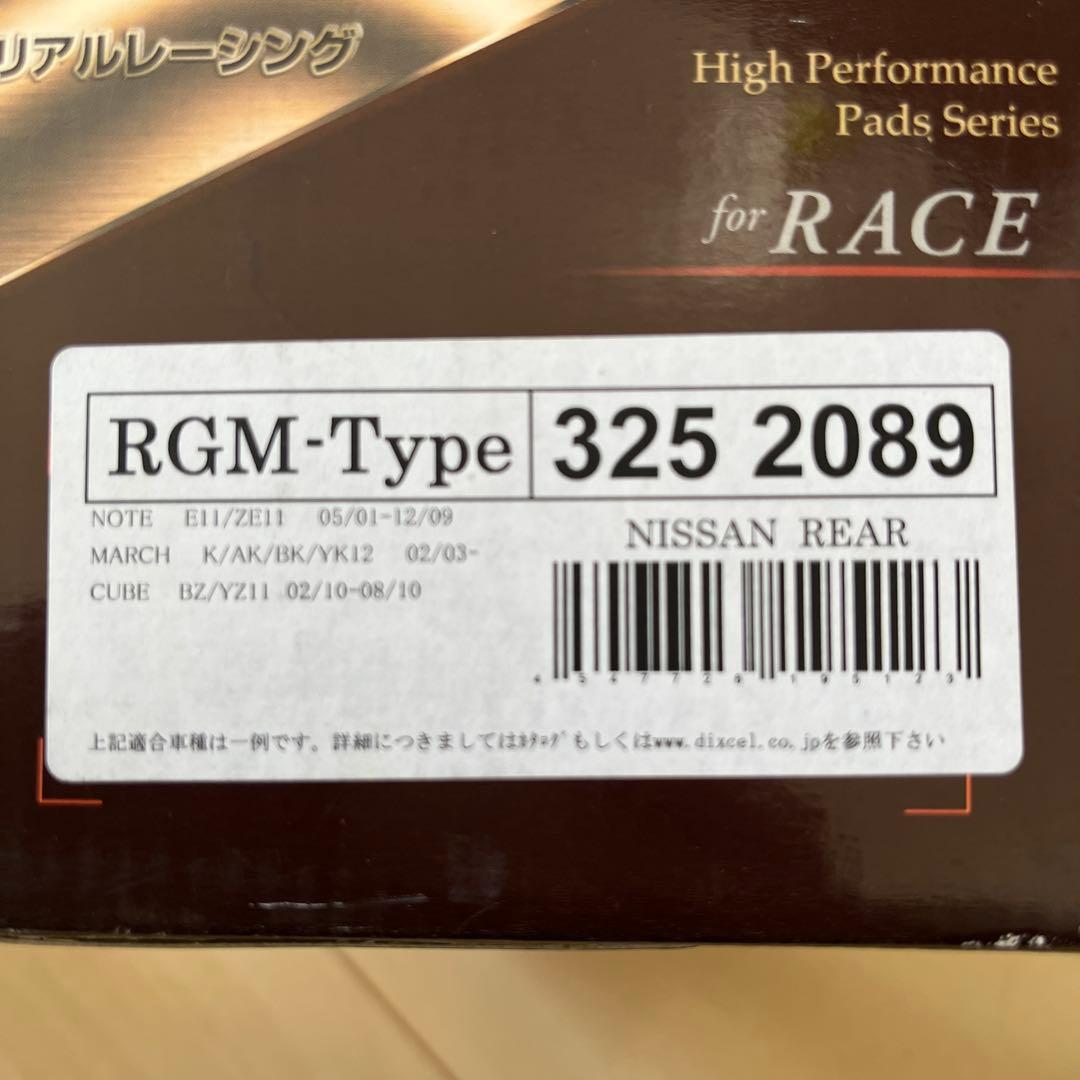 リアルレーシング
High Performance
Pads Series
for RACE
RGM-Type 325 2089
NOTE E11/ZE11 05/01-12/09
MARCH K/AK/BK/YK12 02/03-
CUBE BZ/YZ11 02/10-08/10
NISSAN REAR
上記適合車種は一例です。詳細につきましてはｶﾀﾛｸﾞもしくはwww.dixcel.co.jpを参照下さい